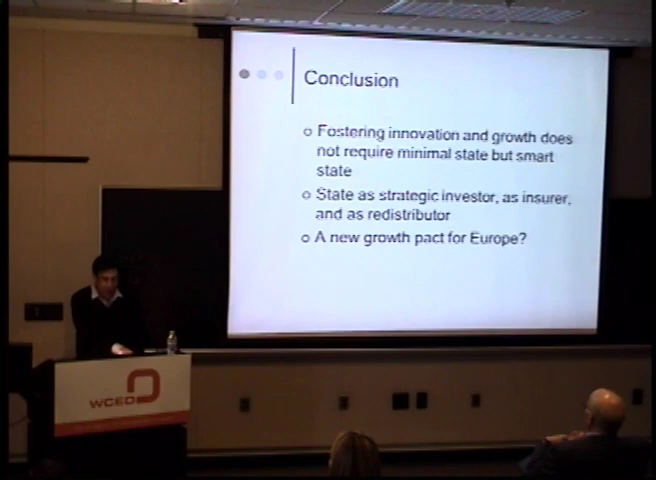 Conclusion
o Fostering innovation and growth does
not require minimal state but smart
state
o State as strategic investor, as insurer,
and as redistributor
o A new growth pact for Europe?
WCED